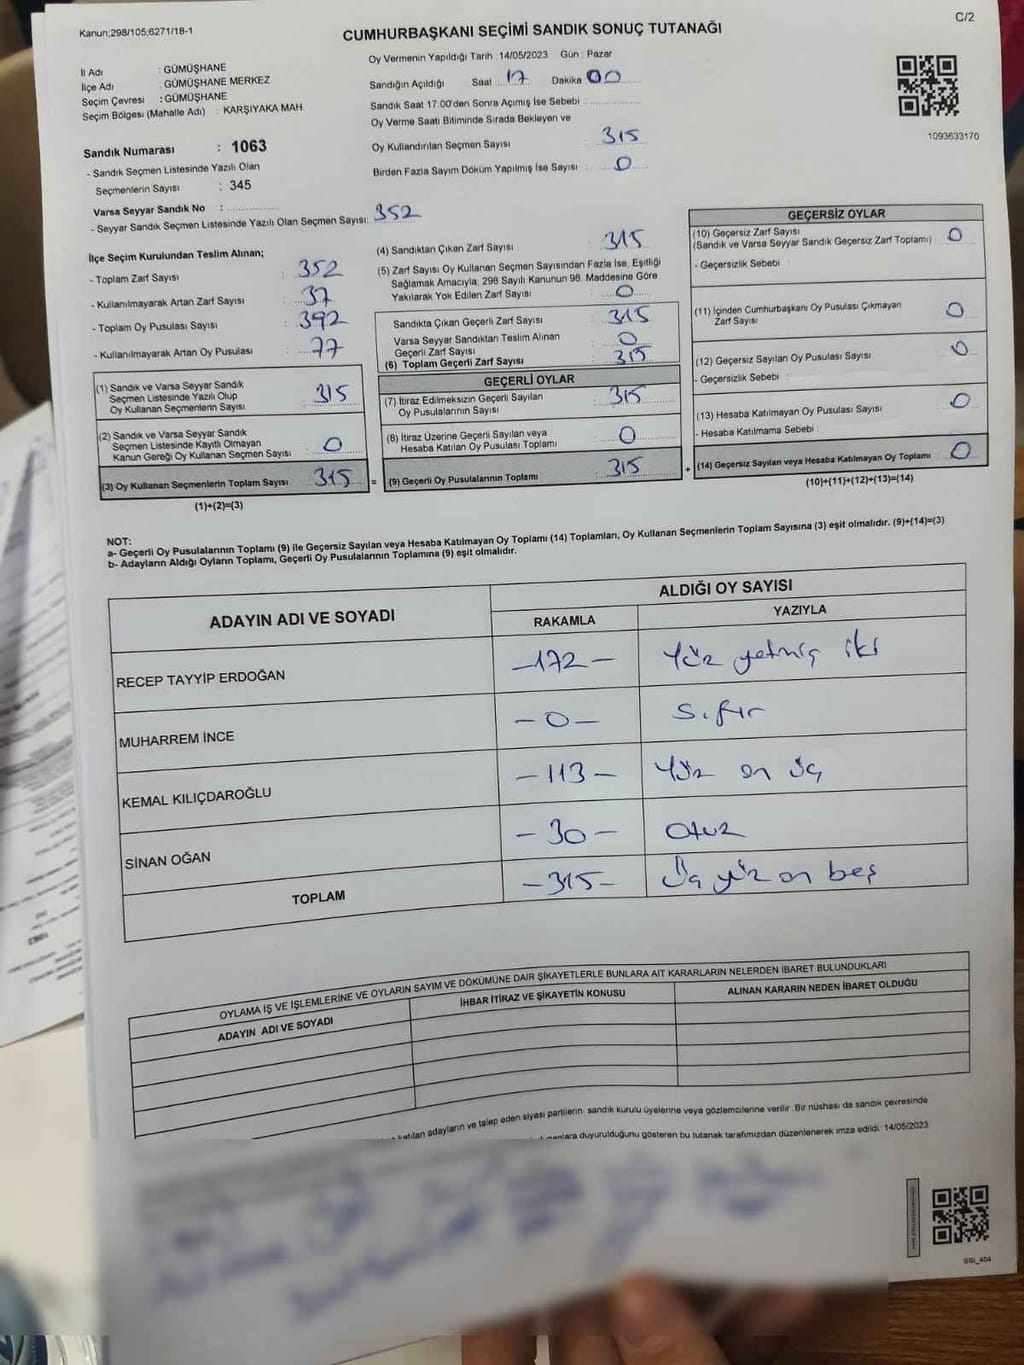 Kanun;298/105;6271/18-1
C/2
CUMHURBAŞKANI SEÇİMİ SANDIK SONUÇ TUTANAĞI
Oy Vermenin Yapıldığı Tarih : 14/05/2023 Gün : Pazar
İl Adı : GÜMÜŞHANE
İlçe Adı : GÜMÜŞHANE MERKEZ
Seçim Çevresi : GÜMÜŞHANE
Seçim Bölgesi (Mahalle Adı) : KARŞIYAKA MAH.
Sandığın Açıldığı Saat : 17 Dakika 00
Sandık Saat 17:00'den Sonra Açımış İse Sebebi :
Oy Verme Saati Bitiminde Sırada Bekleyen ve
Oy Kullandırılan Seçmen Sayısı : 315
Birden Fazla Sayım Döküm Yapılmış İse Sayısı : 0
1093633170
Sandık Numarası : 1063
- Sandık Seçmen Listesinde Yazılı Olan
Seçmenlerin Sayısı : 345
Varsa Seyyar Sandık No :
- Seyyar Sandık Seçmen Listesinde Yazılı Olan Seçmen Sayısı: 352
İlçe Seçim Kurulundan Teslim Alınan;
- Toplam Zarf Sayısı : 352
- Kullanılmayarak Artan Zarf Sayısı : 37
- Toplam Oy Pusulası Sayısı : 392
- Kullanılmayarak Artan Oy Pusulası : 77
(1) Sandık ve Varsa Seyyar Sandık
Seçmen Listesinde Yazılı Olup
Oy Kullanan Seçmenlerin Sayısı : 315
(2) Sandık ve Varsa Seyyar Sandık
Seçmen Listesinde Kayıtlı Olmayan
Kanun Gereği Oy Kullanan Seçmen Sayısı : 0
(3) Oy Kullanan Seçmenlerin Toplam Sayısı : 315
(1)+(2)=(3)
(4) Sandıktan Çıkan Zarf Sayısı : 315
(5) Zarf Sayısı Oy Kullanan Seçmen Sayısından Fazla İse, Eşitliği
Sağlamak Amacıyla; 298 Sayılı Kanunun 98. Maddesine Göre
Yakılarak Yok Edilen Zarf Sayısı : 0
Sandıkta Çıkan Geçerli Zarf Sayısı : 315
Varsa Seyyar Sandıktan Teslim Alınan
Geçerli Zarf Sayısı : 0
(6) Toplam Geçerli Zarf Sayısı : 315
GEÇERLİ OYLAR
(7) İtiraz Edilmeksizin Geçerli Sayılan
Oy Pusulalarının Sayısı : 315
(8) İtiraz Üzerine Geçerli Sayılan veya
Hesaba Katılan Oy Pusulası Toplamı : 0
= (9) Geçerli Oy Pusulalarının Toplamı : 315
GEÇERSİZ OYLAR
(10) Geçersiz Zarf Sayısı : 0
(Sandık ve Varsa Seyyar Sandık Geçersiz Zarf Toplamı)
- Geçersizlik Sebebi :
(11) İçinden Cumhurbaşkanı Oy Pusulası Çıkmayan
Zarf Sayısı : 0
(12) Geçersiz Sayılan Oy Pusulası Sayısı : 0
- Geçersizlik Sebebi :
(13) Hesaba Katılmayan Oy Pusulası Sayısı : 0
- Hesaba Katılmama Sebebi :
+ (14) Geçersiz Sayılan veya Hesaba Katılmayan Oy Toplamı : 0
(10)+(11)+(12)+(13)=(14)
NOT:
a- Geçerli Oy Pusulalarının Toplamı (9) ile Geçersiz Sayılan veya Hesaba Katılmayan Oy Toplamı (14) Toplamları, Oy Kullanan Seçmenlerin Toplam Sayısına (3) eşit olmalıdır. (9)+(14)=(3)
b- Adayların Aldığı Oyların Toplamı, Geçerli Oy Pusulalarının Toplamına (9) eşit olmalıdır.
ADAYIN ADI VE SOYADI
ALDIĞI OY SAYISI
RAKAMLA YAZIYLA
RECEP TAYYİP ERDOĞAN -172- Yüz yetmiş iki
MUHARREM İNCE -0- Sıfır
KEMAL KILIÇDAROĞLU -113- Yüz on üç
SİNAN OĞAN -30- Otuz
TOPLAM -315- Üç yüz on beş
OYLAMA İŞ VE İŞLEMLERİNE VE OYLARIN SAYIM VE DÖKÜMÜNE DAİR ŞİKAYETLERLE BUNLARA AİT KARARLARIN NELERDEN İBARET BULUNDUKLARI
ADAYIN ADI VE SOYADI İHBAR İTİRAZ VE ŞİKAYETİN KONUSU ALINAN KARARIN NEDEN İBARET OLDUĞU
katılan adayların ve talep eden siyasi partilerin sandık kurulu üyelerine veya gözlemcilerine verilir. Bir nüshası da sandık çevresinde
duyurulduğunu gösteren bu tutanak tarafımızdan düzenlenerek imza edildi. 14/05/2023
SSI_404
1063